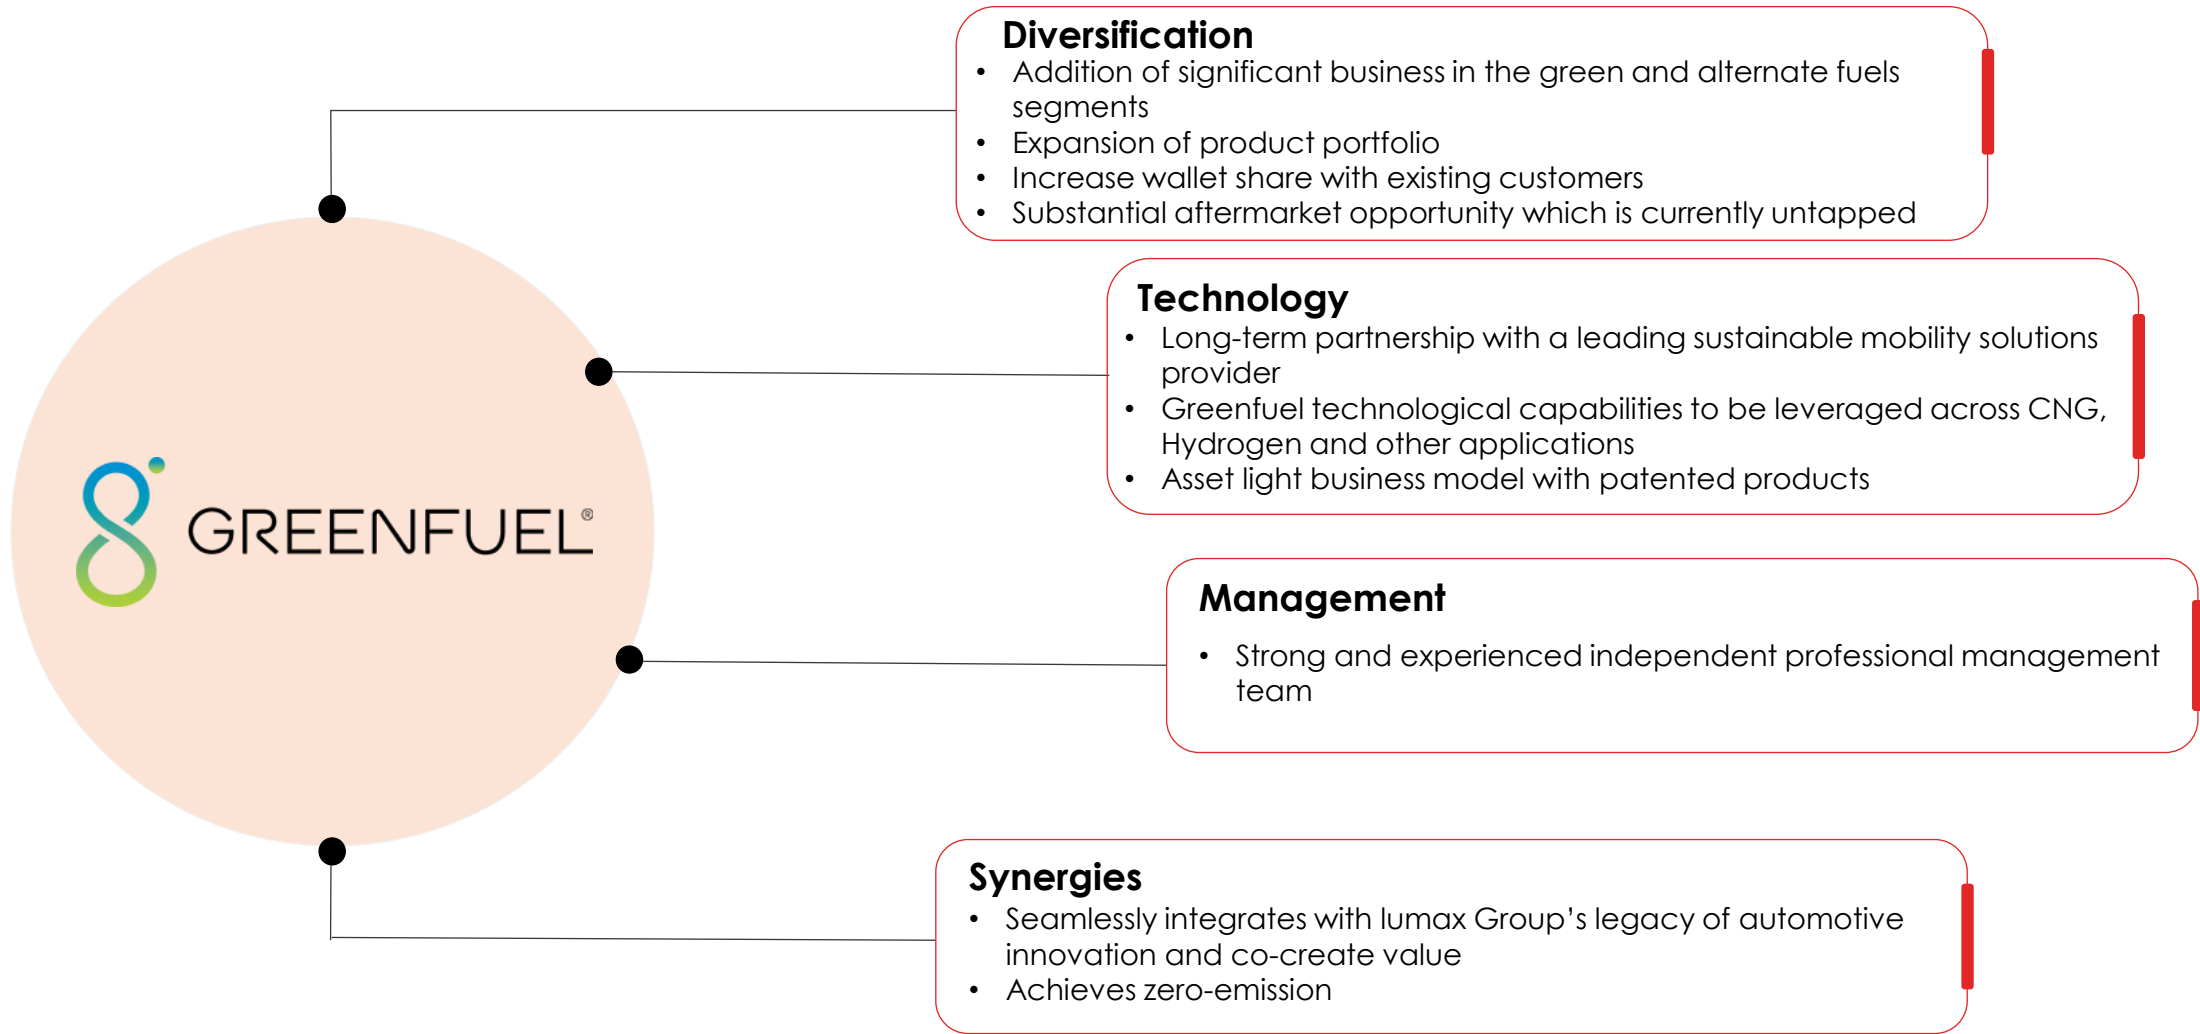 Diversification
• Addition of significant business in the green and alternate fuels
segments
• Expansion of product portfolio
• Increase wallet share with existing customers
• Substantial aftermarket opportunity which is currently untapped
Technology
• Long-term partnership with a leading sustainable mobility solutions
provider
• Greenfuel technological capabilities to be leveraged across CNG,
Hydrogen and other applications
• Asset light business model with patented products
GREENFUEL®
Management
• Strong and experienced independent professional management
team
Synergies
• Seamlessly integrates with lumax Group’s legacy of automotive
innovation and co-create value
• Achieves zero-emission